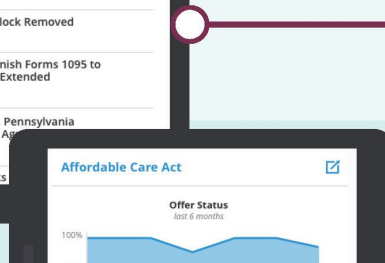 lock Removed
nish Forms 1095 to
Extended
Pennsylvania
Affordable Care Act
Offer Status
last 6 months
100%